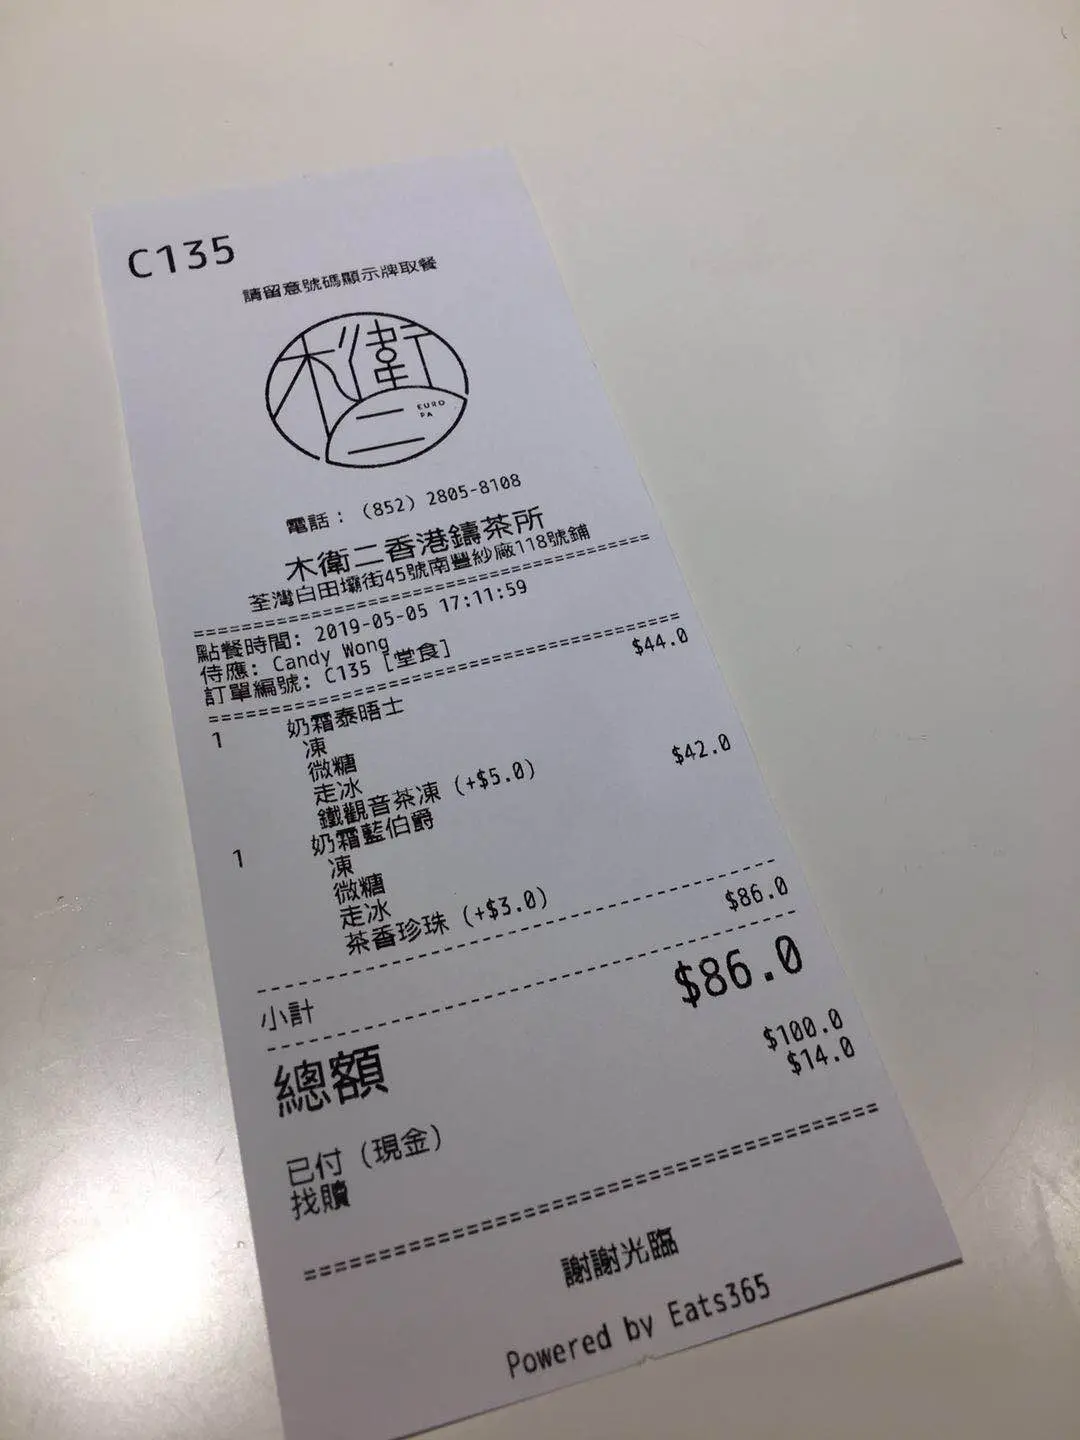 C135
請留意號碼顯示牌取餐
木衛二
EURO
PA
電話：（852）2805-8108
木衛二香港鑄茶所
荃灣白田壩街45號南豐紗廠118號鋪
================================
點餐時間: 2019-05-05 17:11:59
侍應: Candy Wong
訂單編號: C135 [堂食]
================================
1 奶霜泰晤士 $44.0
凍
微糖
走冰
鐵觀音茶凍 (+$5.0)
1 奶霜藍伯爵 $42.0
凍
微糖
走冰
茶香珍珠 (+$3.0)
小計 $86.0
總額 $86.0
已付（現金） $100.0
找贖 $14.0
================================
謝謝光臨
Powered by Eats365